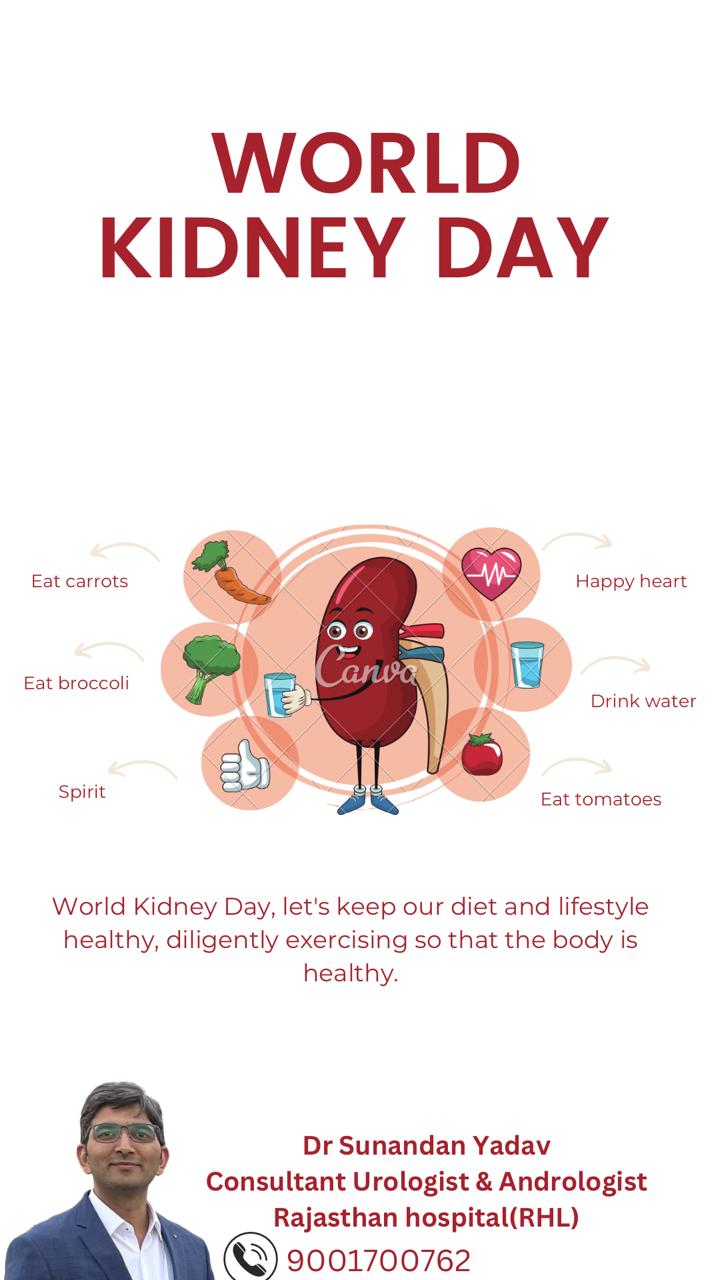 WORLD
KIDNEY DAY
Eat carrots
Happy heart
Canva
Eat broccoli
Drink water
Spirit
Eat tomatoes
World Kidney Day, let's keep our diet and lifestyle
healthy, diligently exercising so that the body is
healthy.
Dr Sunandan Yadav
Consultant Urologist & Andrologist
Rajasthan hospital(RHL)
9001700762